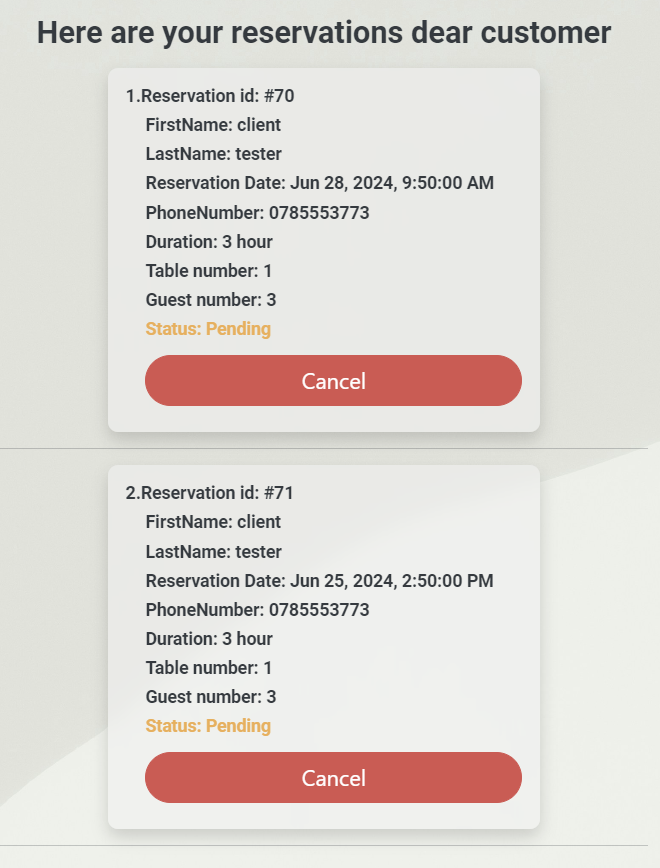 Here are your reservations dear customer
1.Reservation id: #70
FirstName: client
LastName: tester
Reservation Date: Jun 28, 2024, 9:50:00 AM
PhoneNumber: 0785553773
Duration: 3 hour
Table number: 1
Guest number: 3
Status: Pending
Cancel
2.Reservation id: #71
FirstName: client
LastName: tester
Reservation Date: Jun 25, 2024, 2:50:00 PM
PhoneNumber: 0785553773
Duration: 3 hour
Table number: 1
Guest number: 3
Status: Pending
Cancel